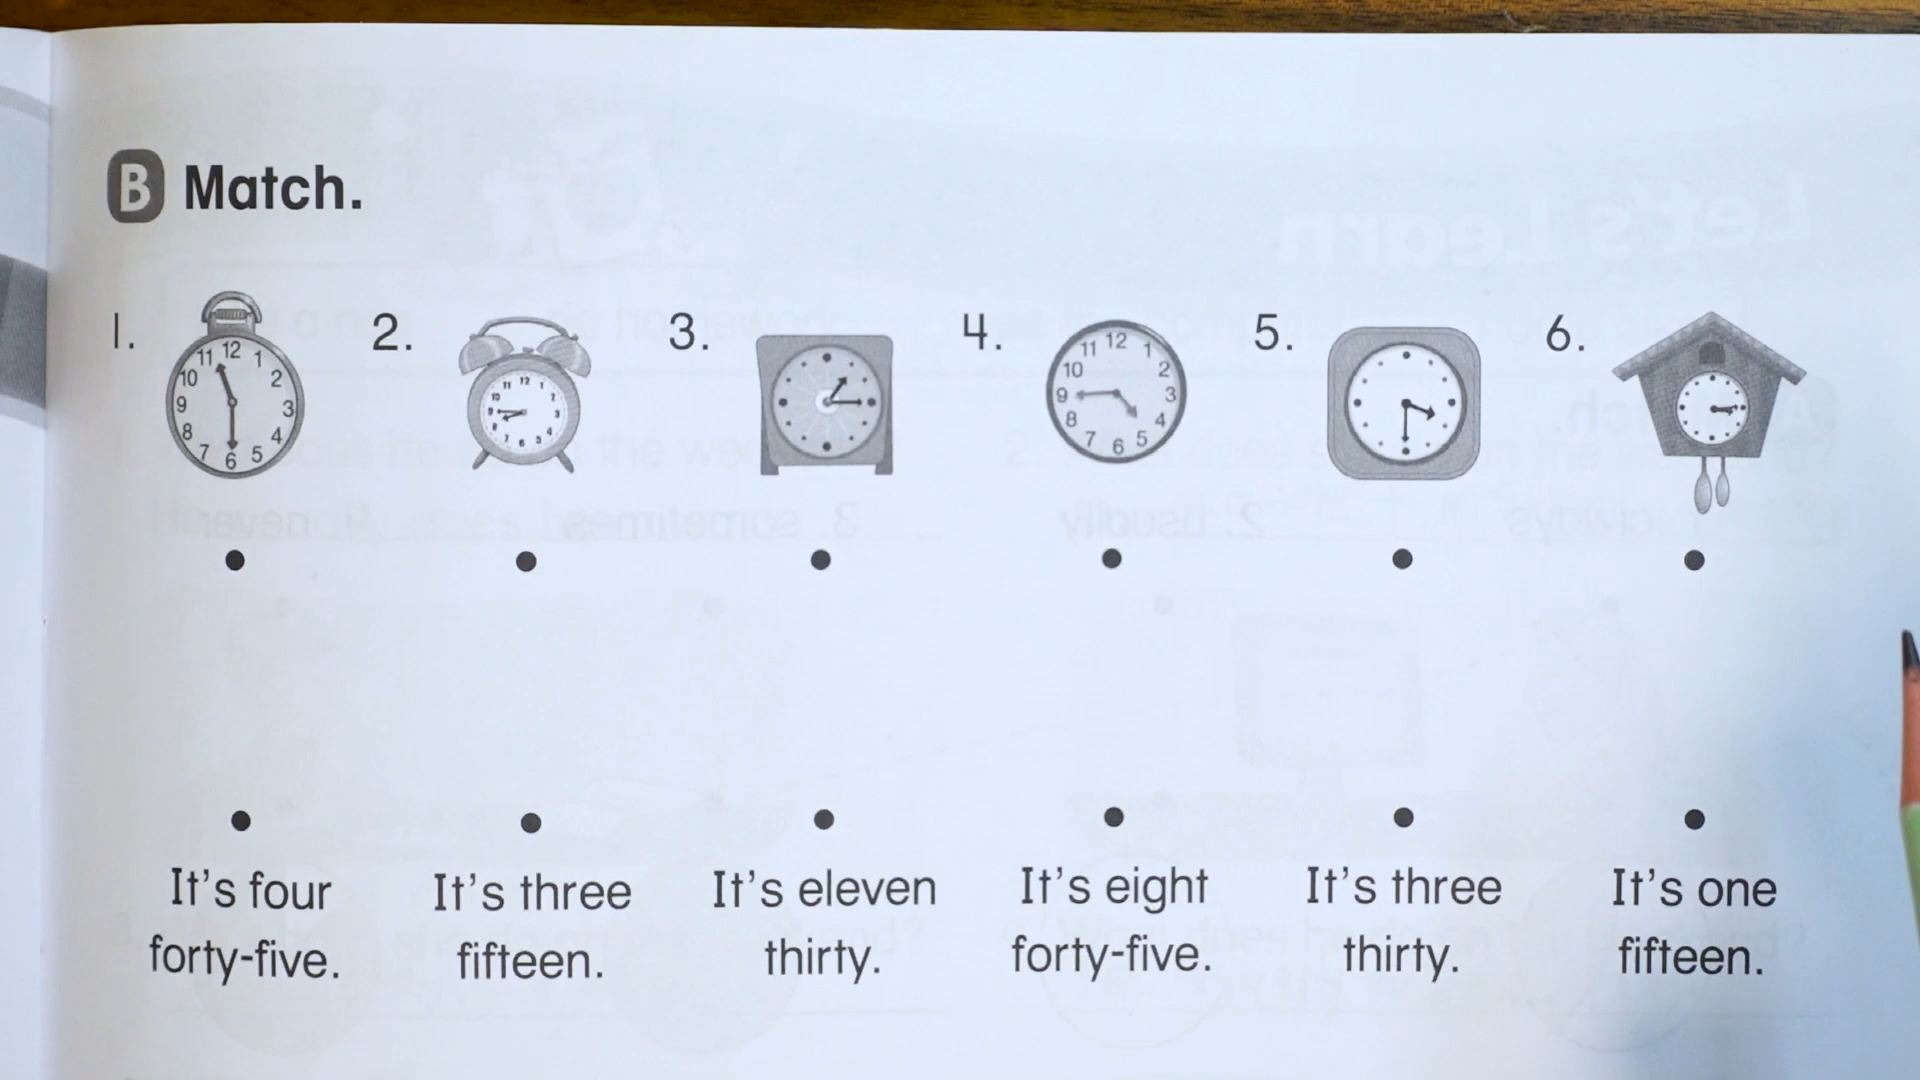 B Match.
1. 2. 3. 4. 5. 6.
It's four
forty-five.
It's three
fifteen.
It's eleven
thirty.
It's eight
forty-five.
It's three
thirty.
It's one
fifteen.